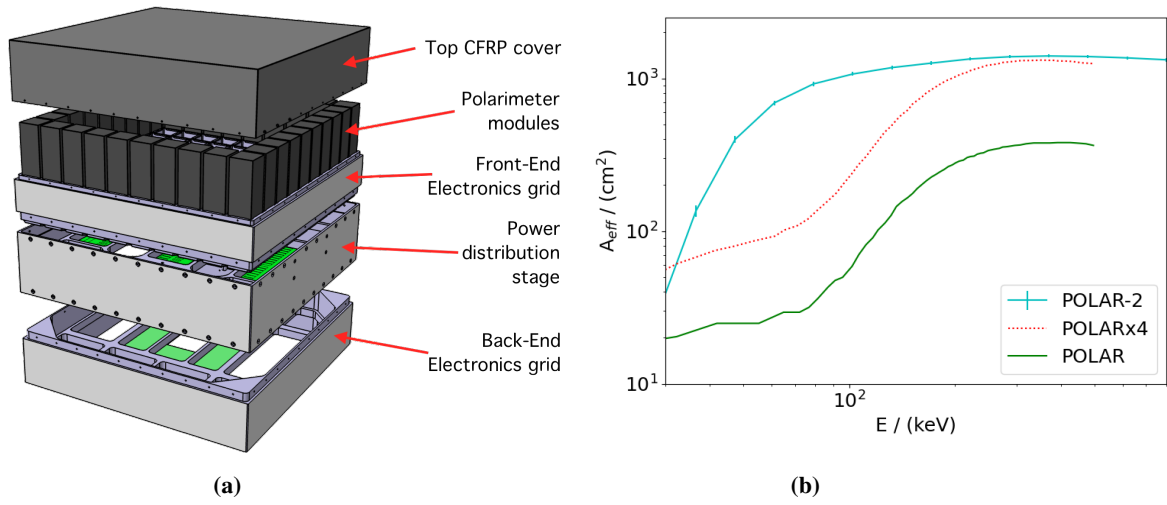 Top CFRP cover
Polarimeter
modules
Front-End
Electronics grid
Power
distribution
stage
Back-End
Electronics grid
(a)
A_eff / (cm²)
10³
10²
10¹
10²
E / (keV)
POLAR-2
POLARx4
POLAR
(b)